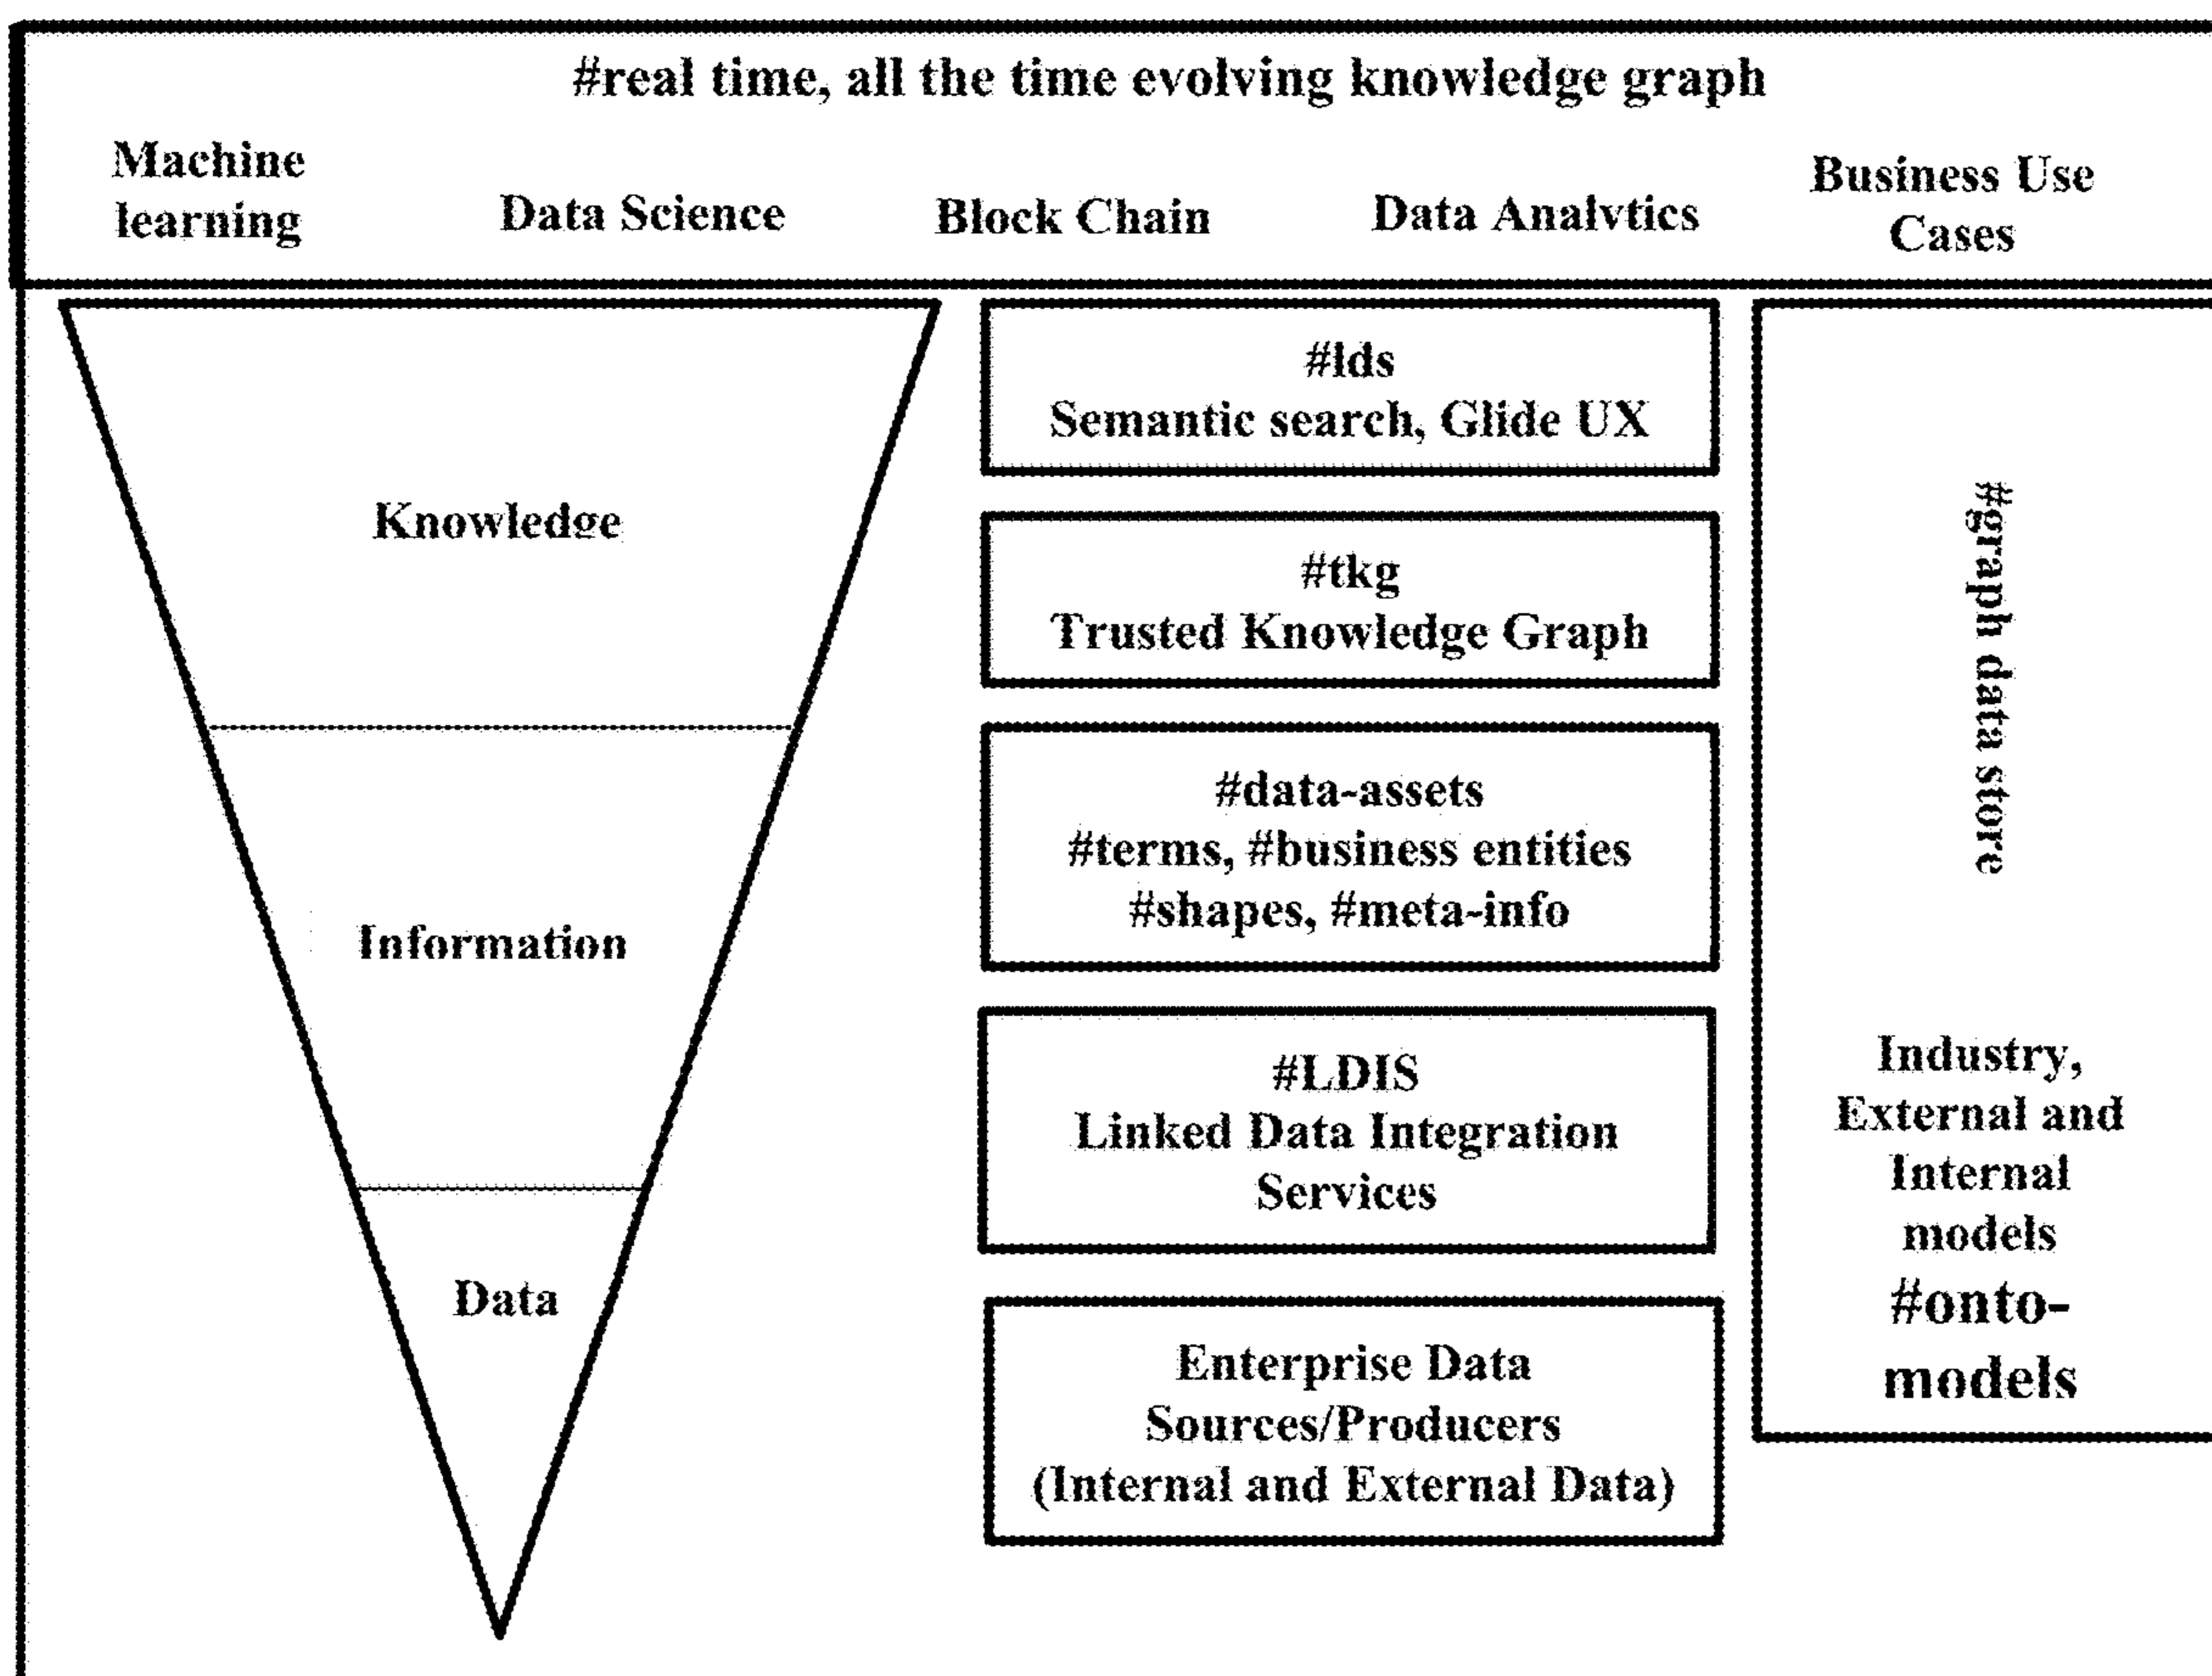 #real time, all the time evolving knowledge graph
Machine
learning
Data Science
Block Chain
Data Analytics
Business Use
Cases
Knowledge
Information
Data
#lds
Semantic search, Glide UX
#tkg
Trusted Knowledge Graph
#data-assets
#terms, #business entities
#shapes, #meta-info
#LDIS
Linked Data Integration
Services
Enterprise Data
Sources/Producers
(Internal and External Data)
#graph data store
Industry,
External and
Internal
models
#onto-
models